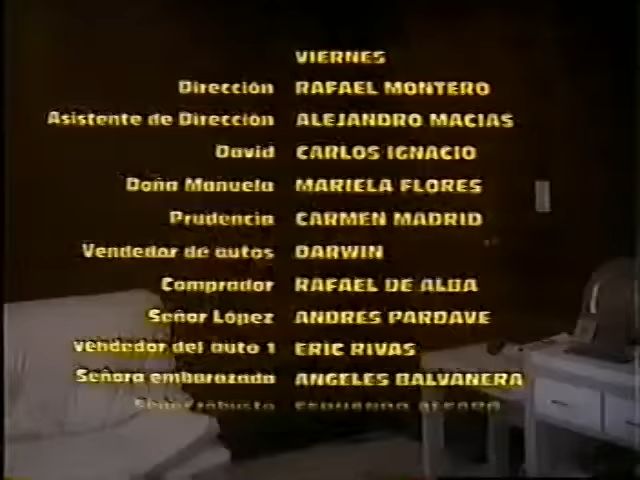 VIERNES
Dirección RAFAEL MONTERO
Asistente de Dirección ALEJANDRO MACIAS
David CARLOS IGNACIO
Doña Manuela MARIELA FLORES
Prudencia CARMEN MADRID
Vendedor de autos DARWIN
Comprador RAFAEL DE ALBA
Señor López ANDRES PARDAVE
vendedor del auto 1 ERIC RIVAS
Señora embarazada ANGELES BALVANERA